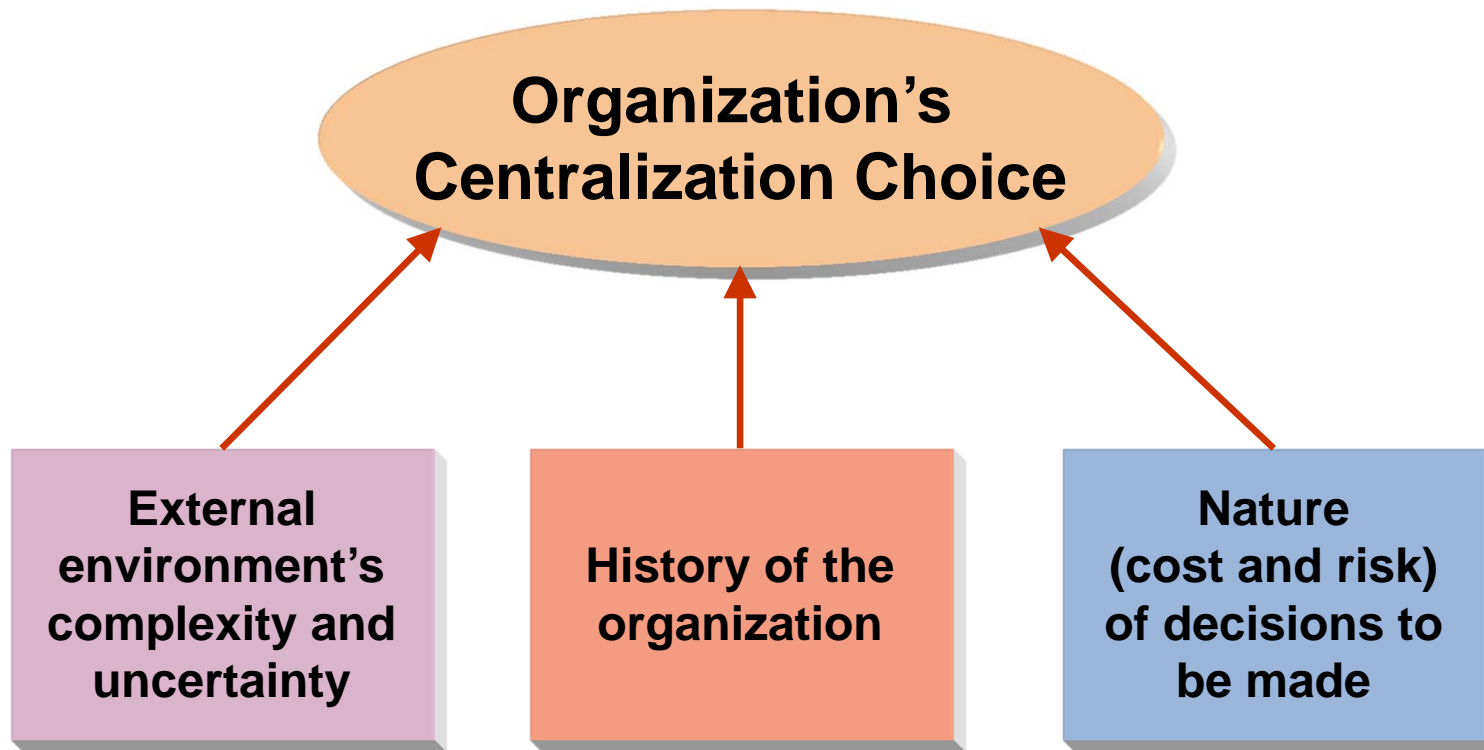 Organization’s
Centralization Choice
External
environment’s
complexity and
uncertainty
History of the
organization
Nature
(cost and risk)
of decisions to
be made